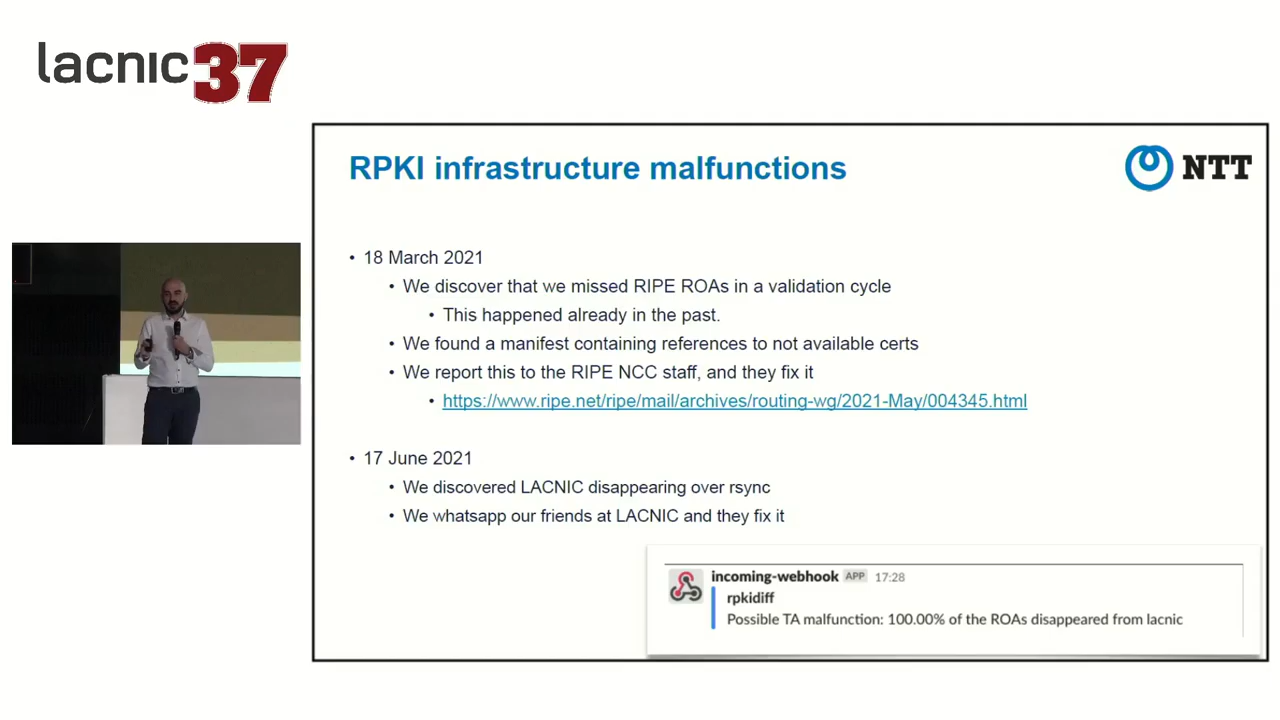 lacnic37
RPKI infrastructure malfunctions
NTT
• 18 March 2021
• We discover that we missed RIPE ROAs in a validation cycle
• This happened already in the past.
• We found a manifest containing references to not available certs
• We report this to the RIPE NCC staff, and they fix it
• https://www.ripe.net/ripe/mail/archives/routing-wg/2021-May/004345.html
• 17 June 2021
• We discovered LACNIC disappearing over rsync
• We whatsapp our friends at LACNIC and they fix it
incoming-webhook APP 17:28
rpkidiff
Possible TA malfunction: 100.00% of the ROAs disappeared from lacnic